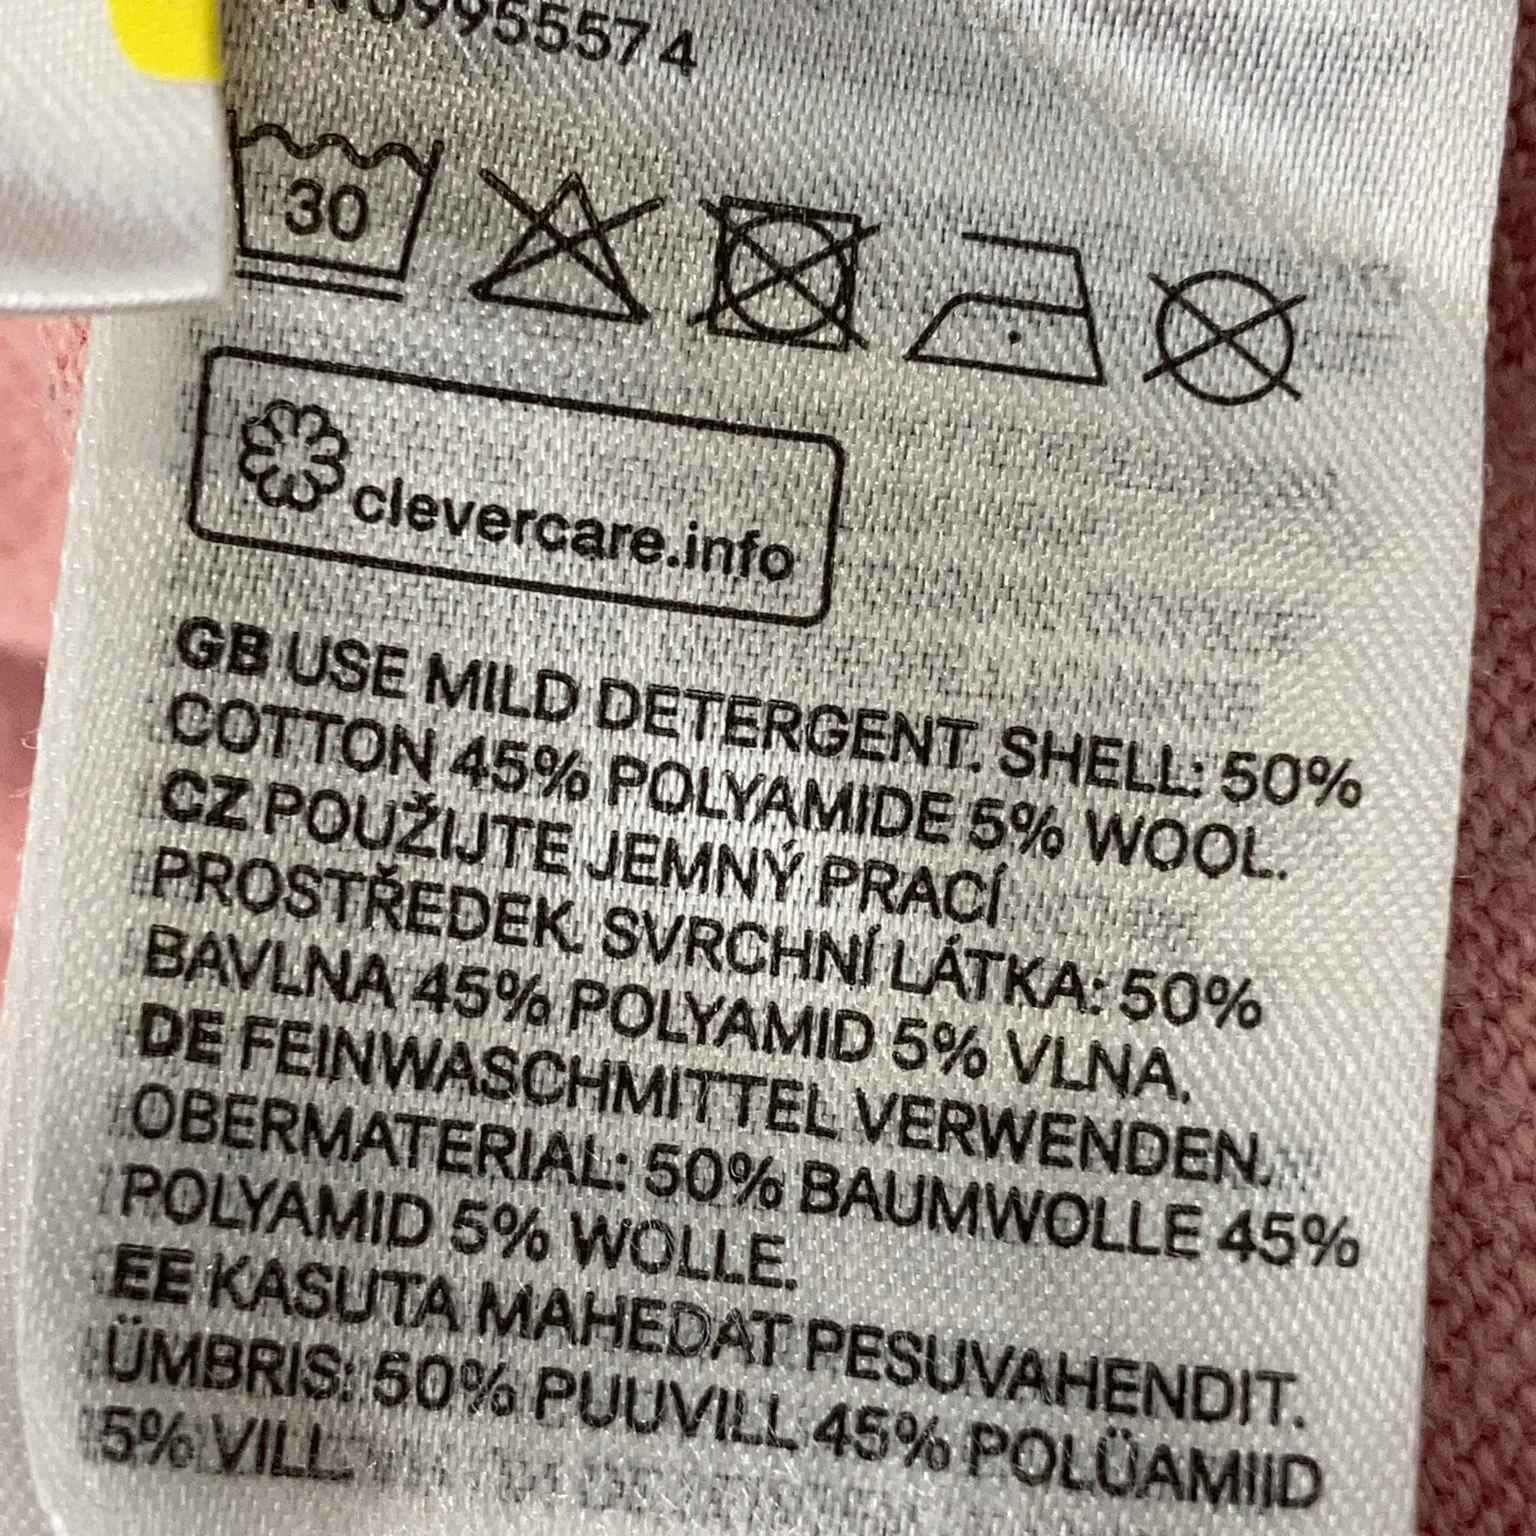 09955574
30
clevercare.info
GB USE MILD DETERGENT. SHELL: 50%
COTTON 45% POLYAMIDE 5% WOOL.
CZ POUŽIJTE JEMNÝ PRACÍ
PROSTŘEDEK. SVRCHNÍ LÁTKA: 50%
BAVLNA 45% POLYAMID 5% VLNA.
DE FEINWASCHMITTEL VERWENDEN.
OBERMATERIAL: 50% BAUMWOLLE 45%
POLYAMID 5% WOLLE.
EE KASUTA MAHEDAT PESUVAHENDIT.
ÜMBRIS: 50% PUUVILL 45% POLÜAMIID
5% VILL.